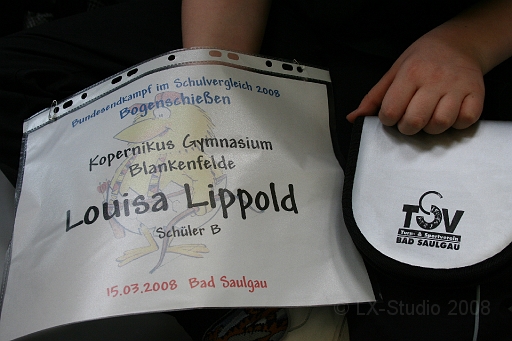 Bundesendkampf im Schulvergleich 2008
Bogenschießen
Kopernikus Gymnasium
Blankenfelde
Louisa Lippold
Schüler B
15.03.2008 Bad Saulgau
TSV
Turn- & Sportverein
BAD SAULGAU
© LX-Studio 2008